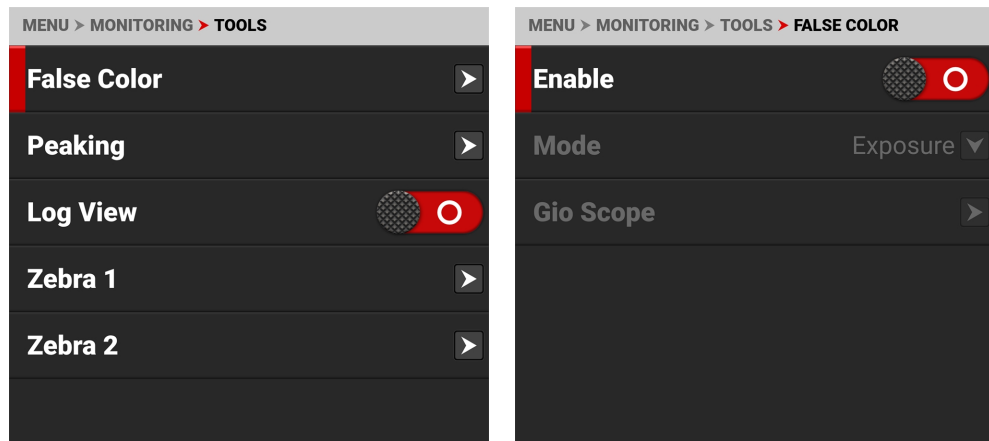 MENU > MONITORING > TOOLS
False Color
Peaking
Log View
Zebra 1
Zebra 2
MENU > MONITORING > TOOLS > FALSE COLOR
Enable
Mode Exposure
Gio Scope